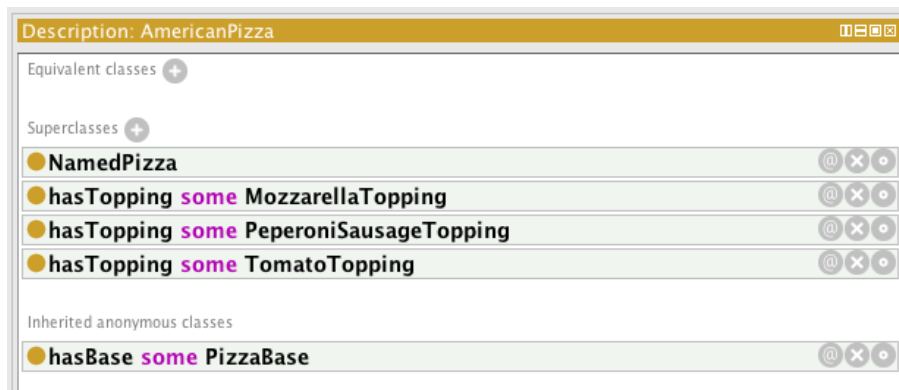 Description: AmericanPizza
Equivalent classes
Superclasses
NamedPizza
hasTopping some MozzarellaTopping
hasTopping some PeperoniSausageTopping
hasTopping some TomatoTopping
Inherited anonymous classes
hasBase some PizzaBase